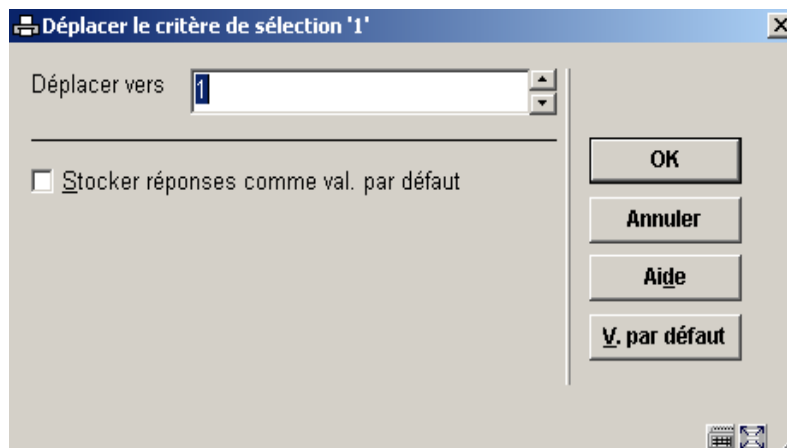 Déplacer le critère de sélection '1'
Déplacer vers
1
Stocker réponses comme val. par défaut
OK
Annuler
Aide
V. par défaut